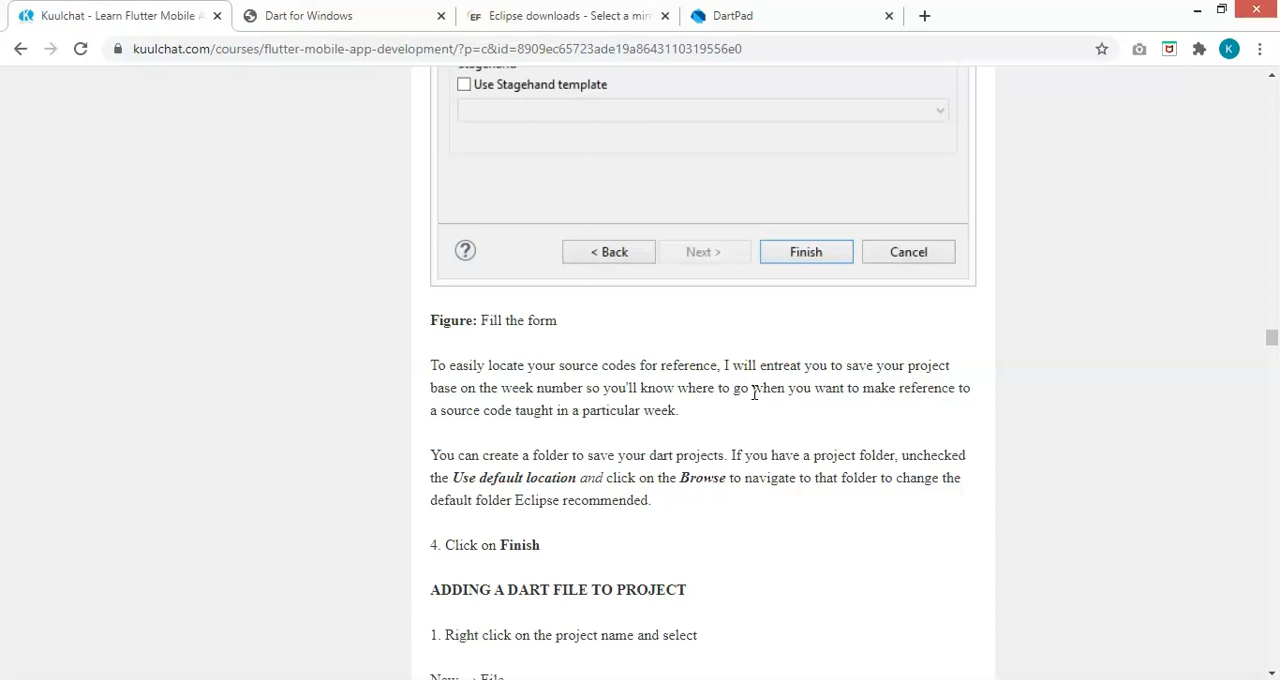 Kuulchat - Learn Flutter Mobile A
Dart for Windows
EF Eclipse downloads - Select a mir
DartPad
kuulchat.com/courses/flutter-mobile-app-development/?p=c&id=8909ec65723ade19a8643110319556e0
K
Stagehand
Use Stagehand template
? < Back Next > Finish Cancel
Figure: Fill the form
To easily locate your source codes for reference, I will entreat you to save your project
base on the week number so you'll know where to go when you want to make reference to
a source code taught in a particular week.
You can create a folder to save your dart projects. If you have a project folder, unchecked
the Use default location and click on the Browse to navigate to that folder to change the
default folder Eclipse recommended.
4. Click on Finish
ADDING A DART FILE TO PROJECT
1. Right click on the project name and select
New → File